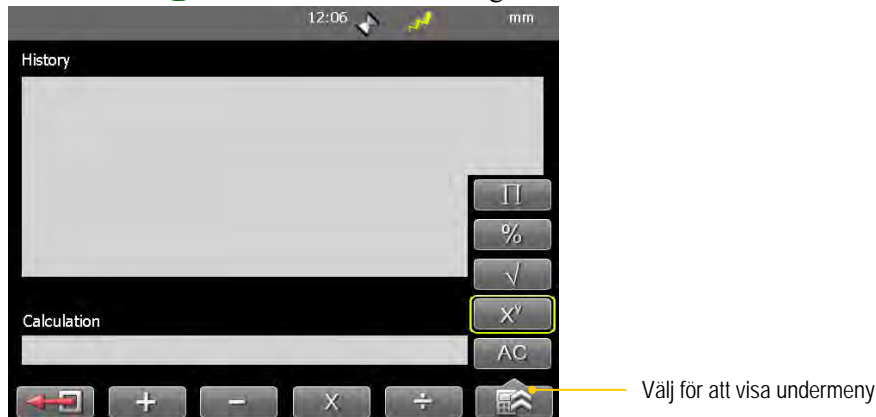 12:06 mm
History
∏
%
√
Xʸ
Calculation
AC
+ - X ÷
Välj för att visa undermeny